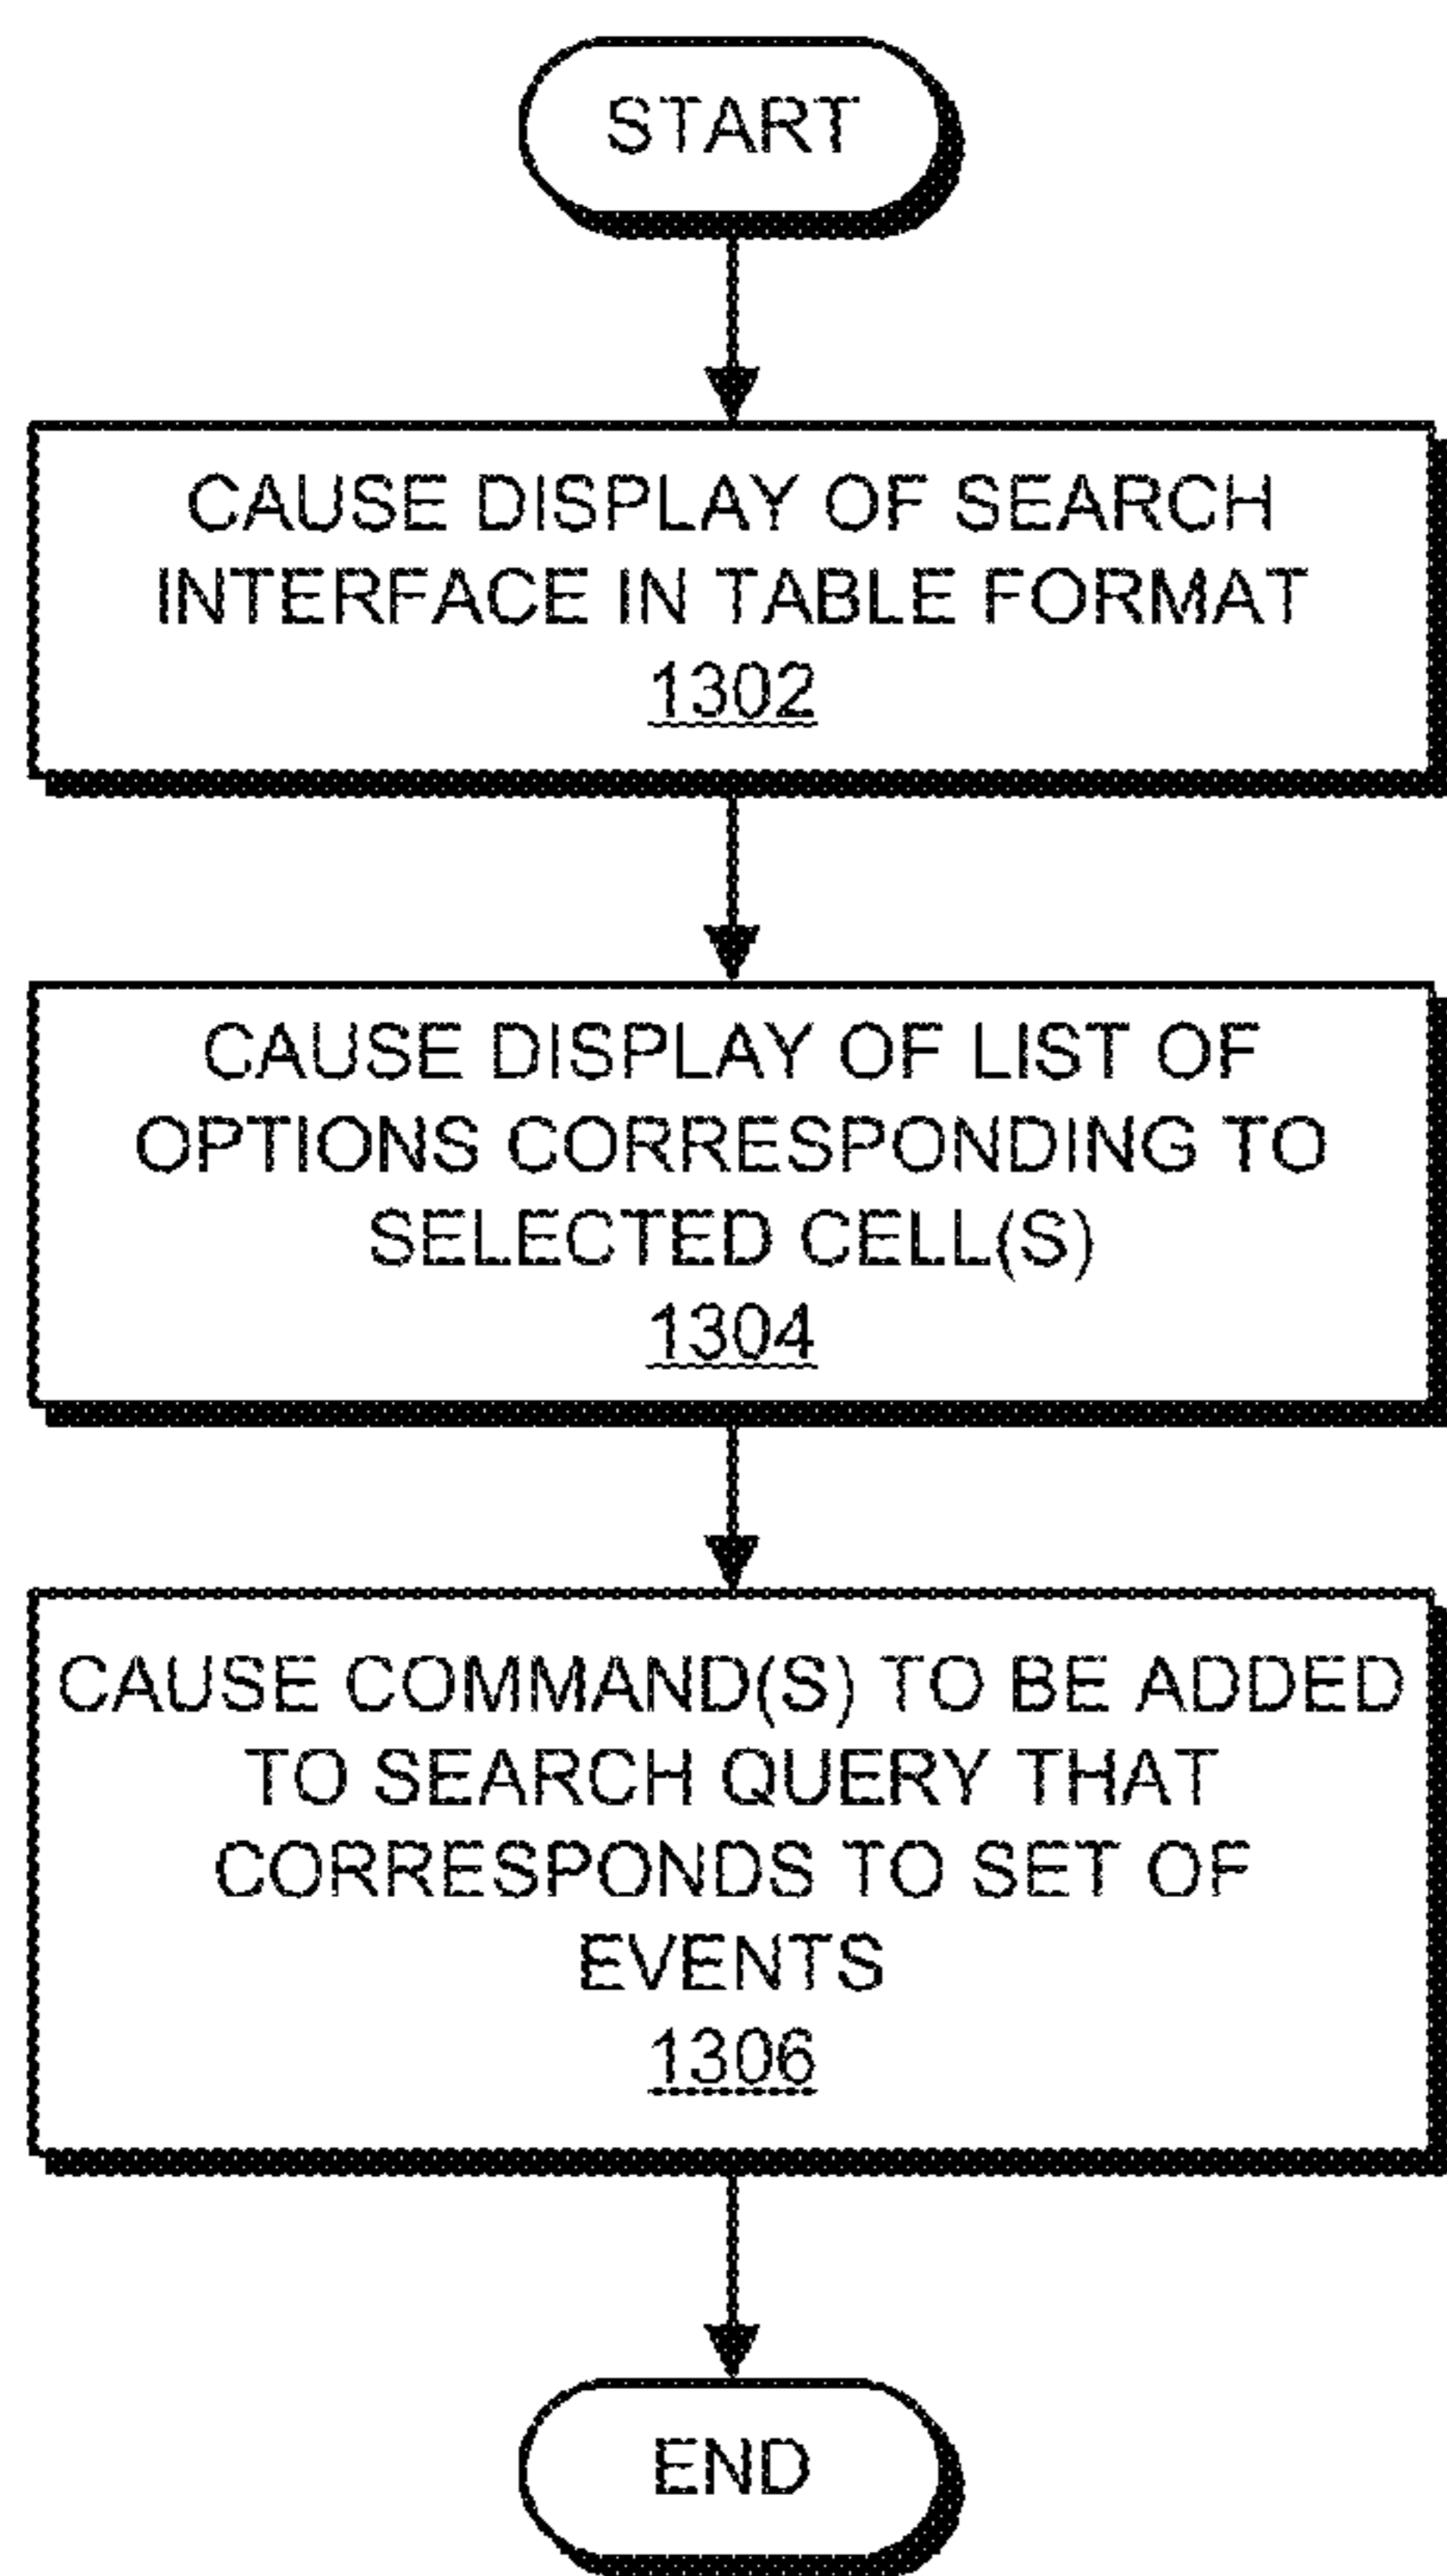 START
CAUSE DISPLAY OF SEARCH
INTERFACE IN TABLE FORMAT
1302
CAUSE DISPLAY OF LIST OF
OPTIONS CORRESPONDING TO
SELECTED CELL(S)
1304
CAUSE COMMAND(S) TO BE ADDED
TO SEARCH QUERY THAT
CORRESPONDS TO SET OF
EVENTS
1306
END